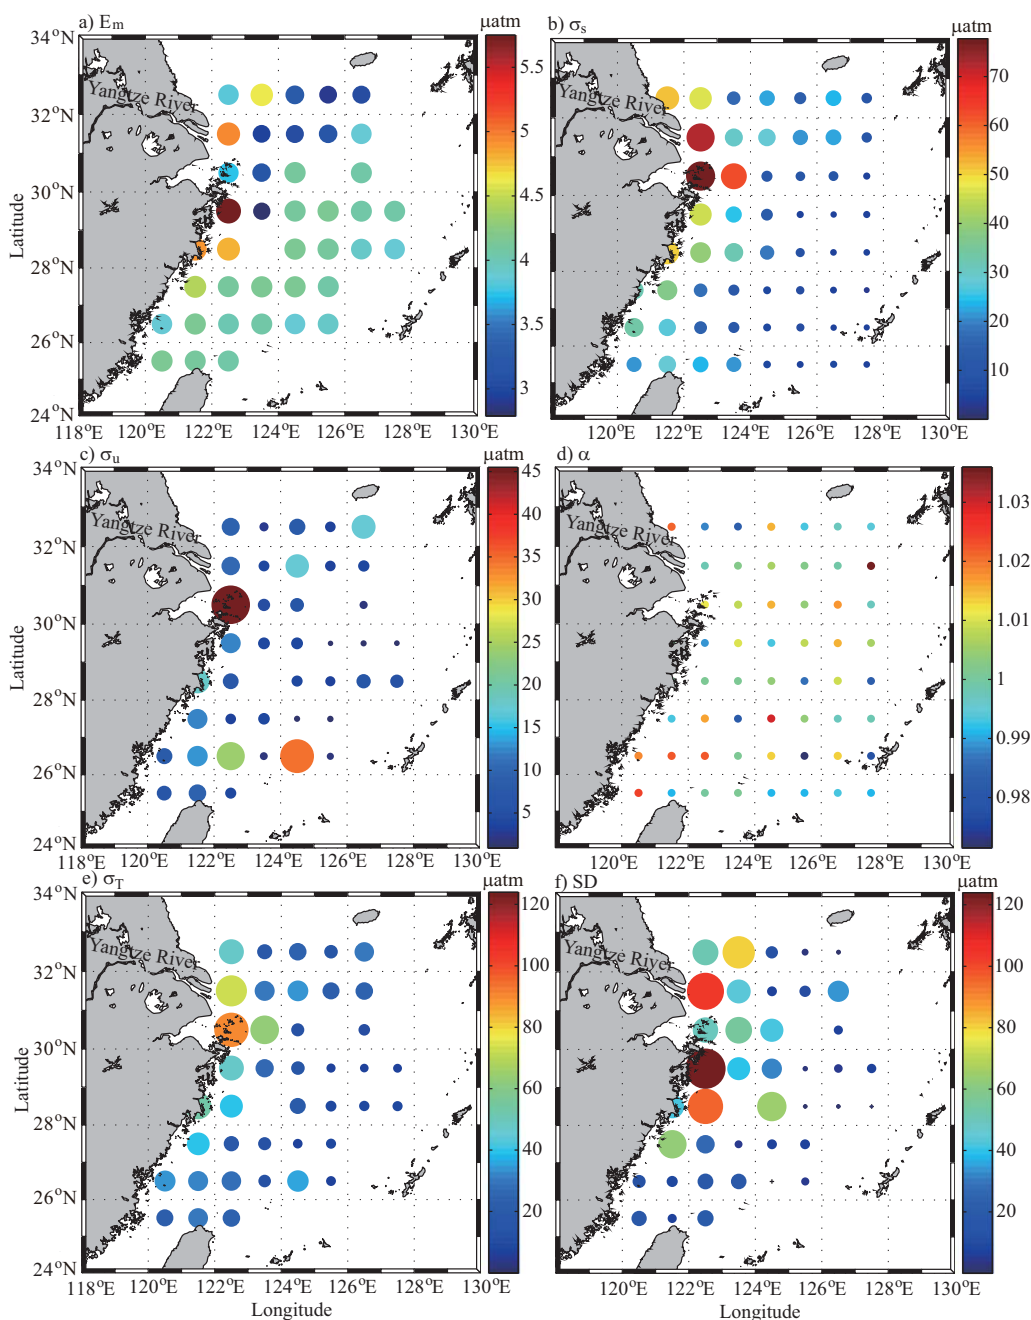 a) Eₘ
μatm
34°N
32°N
30°N
28°N
26°N
24°N
Latitude
Yangtze River
118°E 120°E 122°E 124°E 126°E 128°E 130°E
5.5
5
4.5
4
3.5
3
b) σₛ
μatm
Yangtze River
120°E 122°E 124°E 126°E 128°E 130°E
70
60
50
40
30
20
10
c) σᵤ
μatm
34°N
32°N
30°N
28°N
26°N
24°N
Latitude
Yangtze River
118°E 120°E 122°E 124°E 126°E 128°E 130°E
45
40
35
30
25
20
15
10
5
d) α
Yangtze River
120°E 122°E 124°E 126°E 128°E 130°E
1.03
1.02
1.01
1
0.99
0.98
e) σ_T
μatm
34°N
32°N
30°N
28°N
26°N
24°N
Latitude
Yangtze River
118°E 120°E 122°E 124°E 126°E 128°E 130°E
Longitude
120
100
80
60
40
20
f) SD
μatm
Yangtze River
120°E 122°E 124°E 126°E 128°E 130°E
Longitude
120
100
80
60
40
20